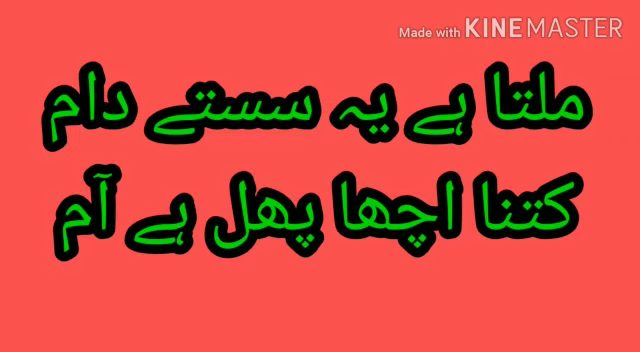 Made with KINEMASTER
ملتا ہے یہ سستے دام
کتنا اچھا پھل ہے آم